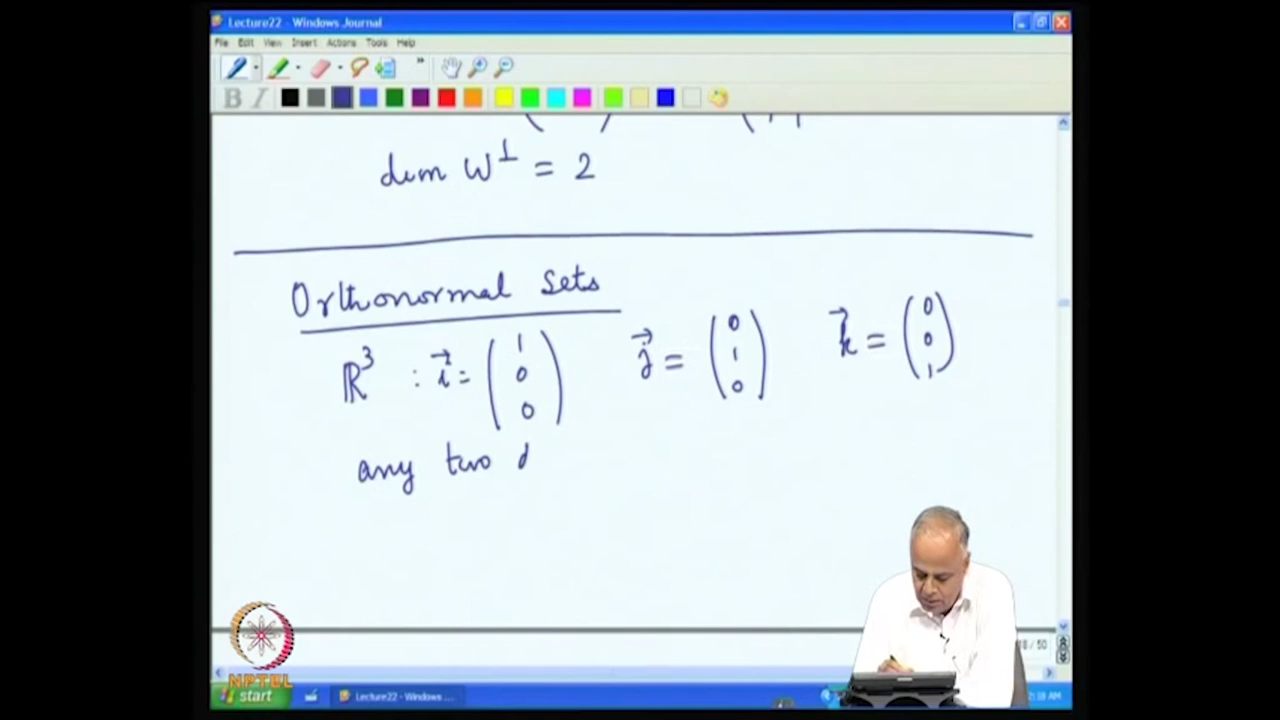 Lecture22 - Windows Journal
File Edit View Insert Actions Tools Help
B I
dim W⊥ = 2
Orthonormal Sets
ℝ³ : i⃗ = (1 0 0) j⃗ = (0 1 0) k⃗ = (0 0 1)
any two d
/ 50
NPTEL
start Lecture22 - Windows ...